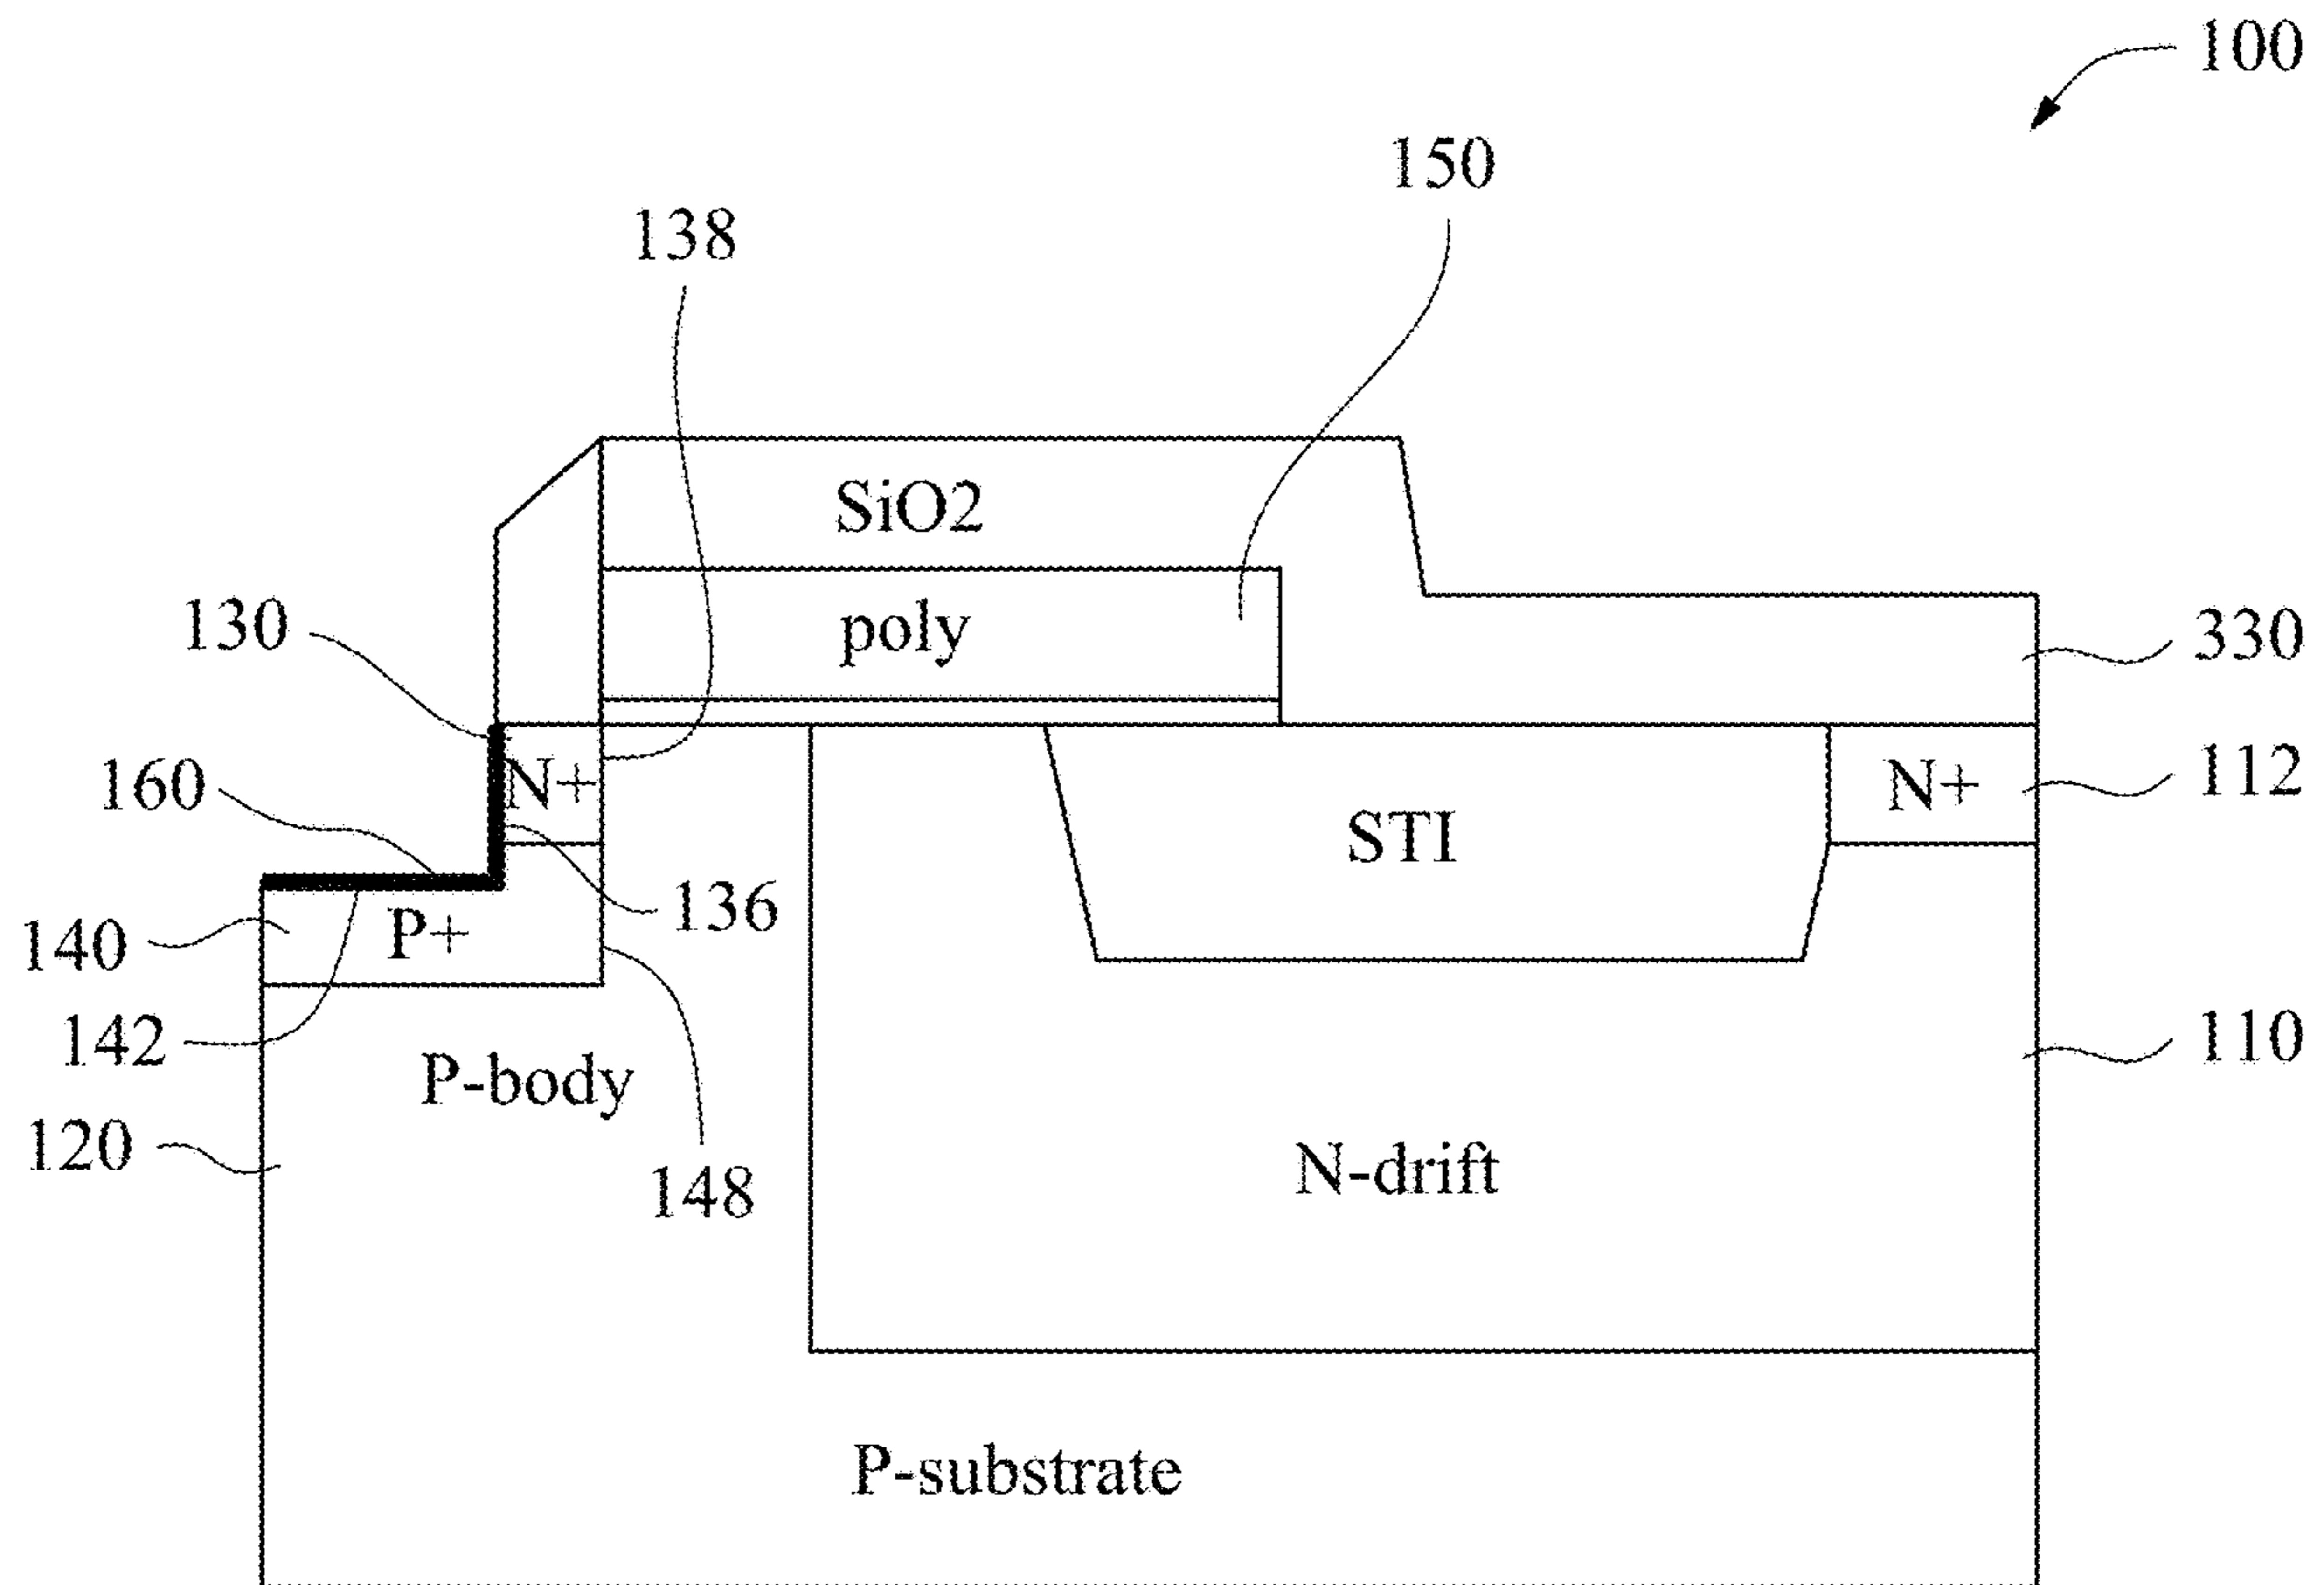 100
150
138
SiO2
130
poly
330
160
N+
N+
112
STI
136
140
P+
142
P-body
110
120
148
N-drift
P-substrate